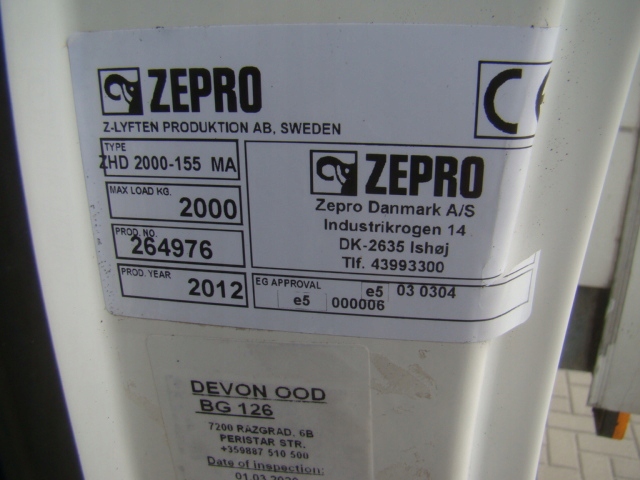 ZEPRO
Z-LYFTEN PRODUKTION AB, SWEDEN
CE
TYPE
ZHD 2000-155 MA
MAX LOAD KG.
2000
PROD. NO.
264976
PROD. YEAR
2012
ZEPRO
Zepro Danmark A/S
Industrikrogen 14
DK-2635 Ishøj
Tlf. 43993300
EG APPROVAL
e5 03 0304
e5 000006
DEVON OOD
BG 126
7200 RAZGRAD, 6B
PERISTAR STR.
+359887 510 500
Date of inspection:
01.03.2020